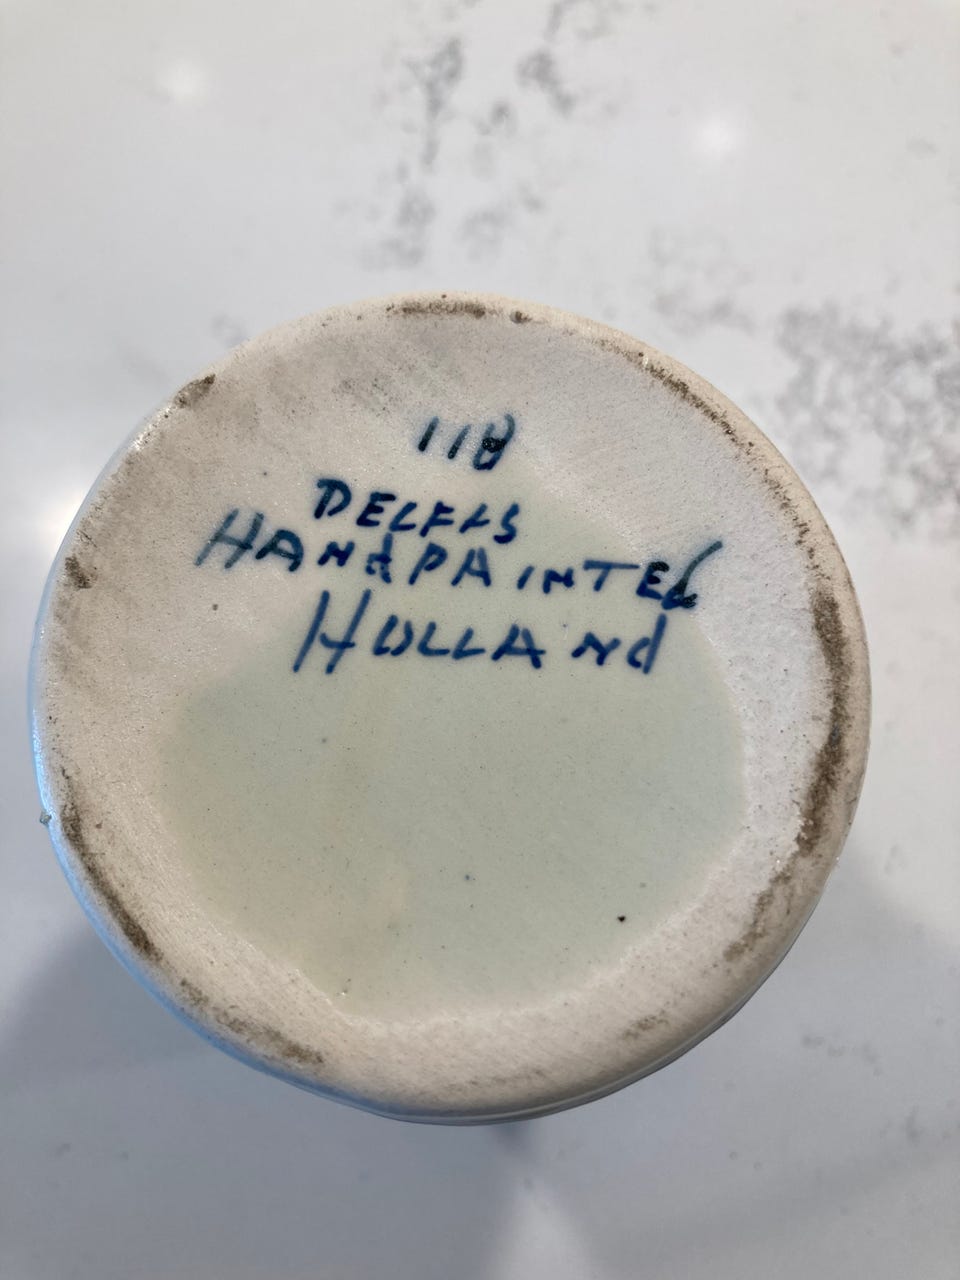 118
DELFTS
HANdPAINTEd
HOLLANd